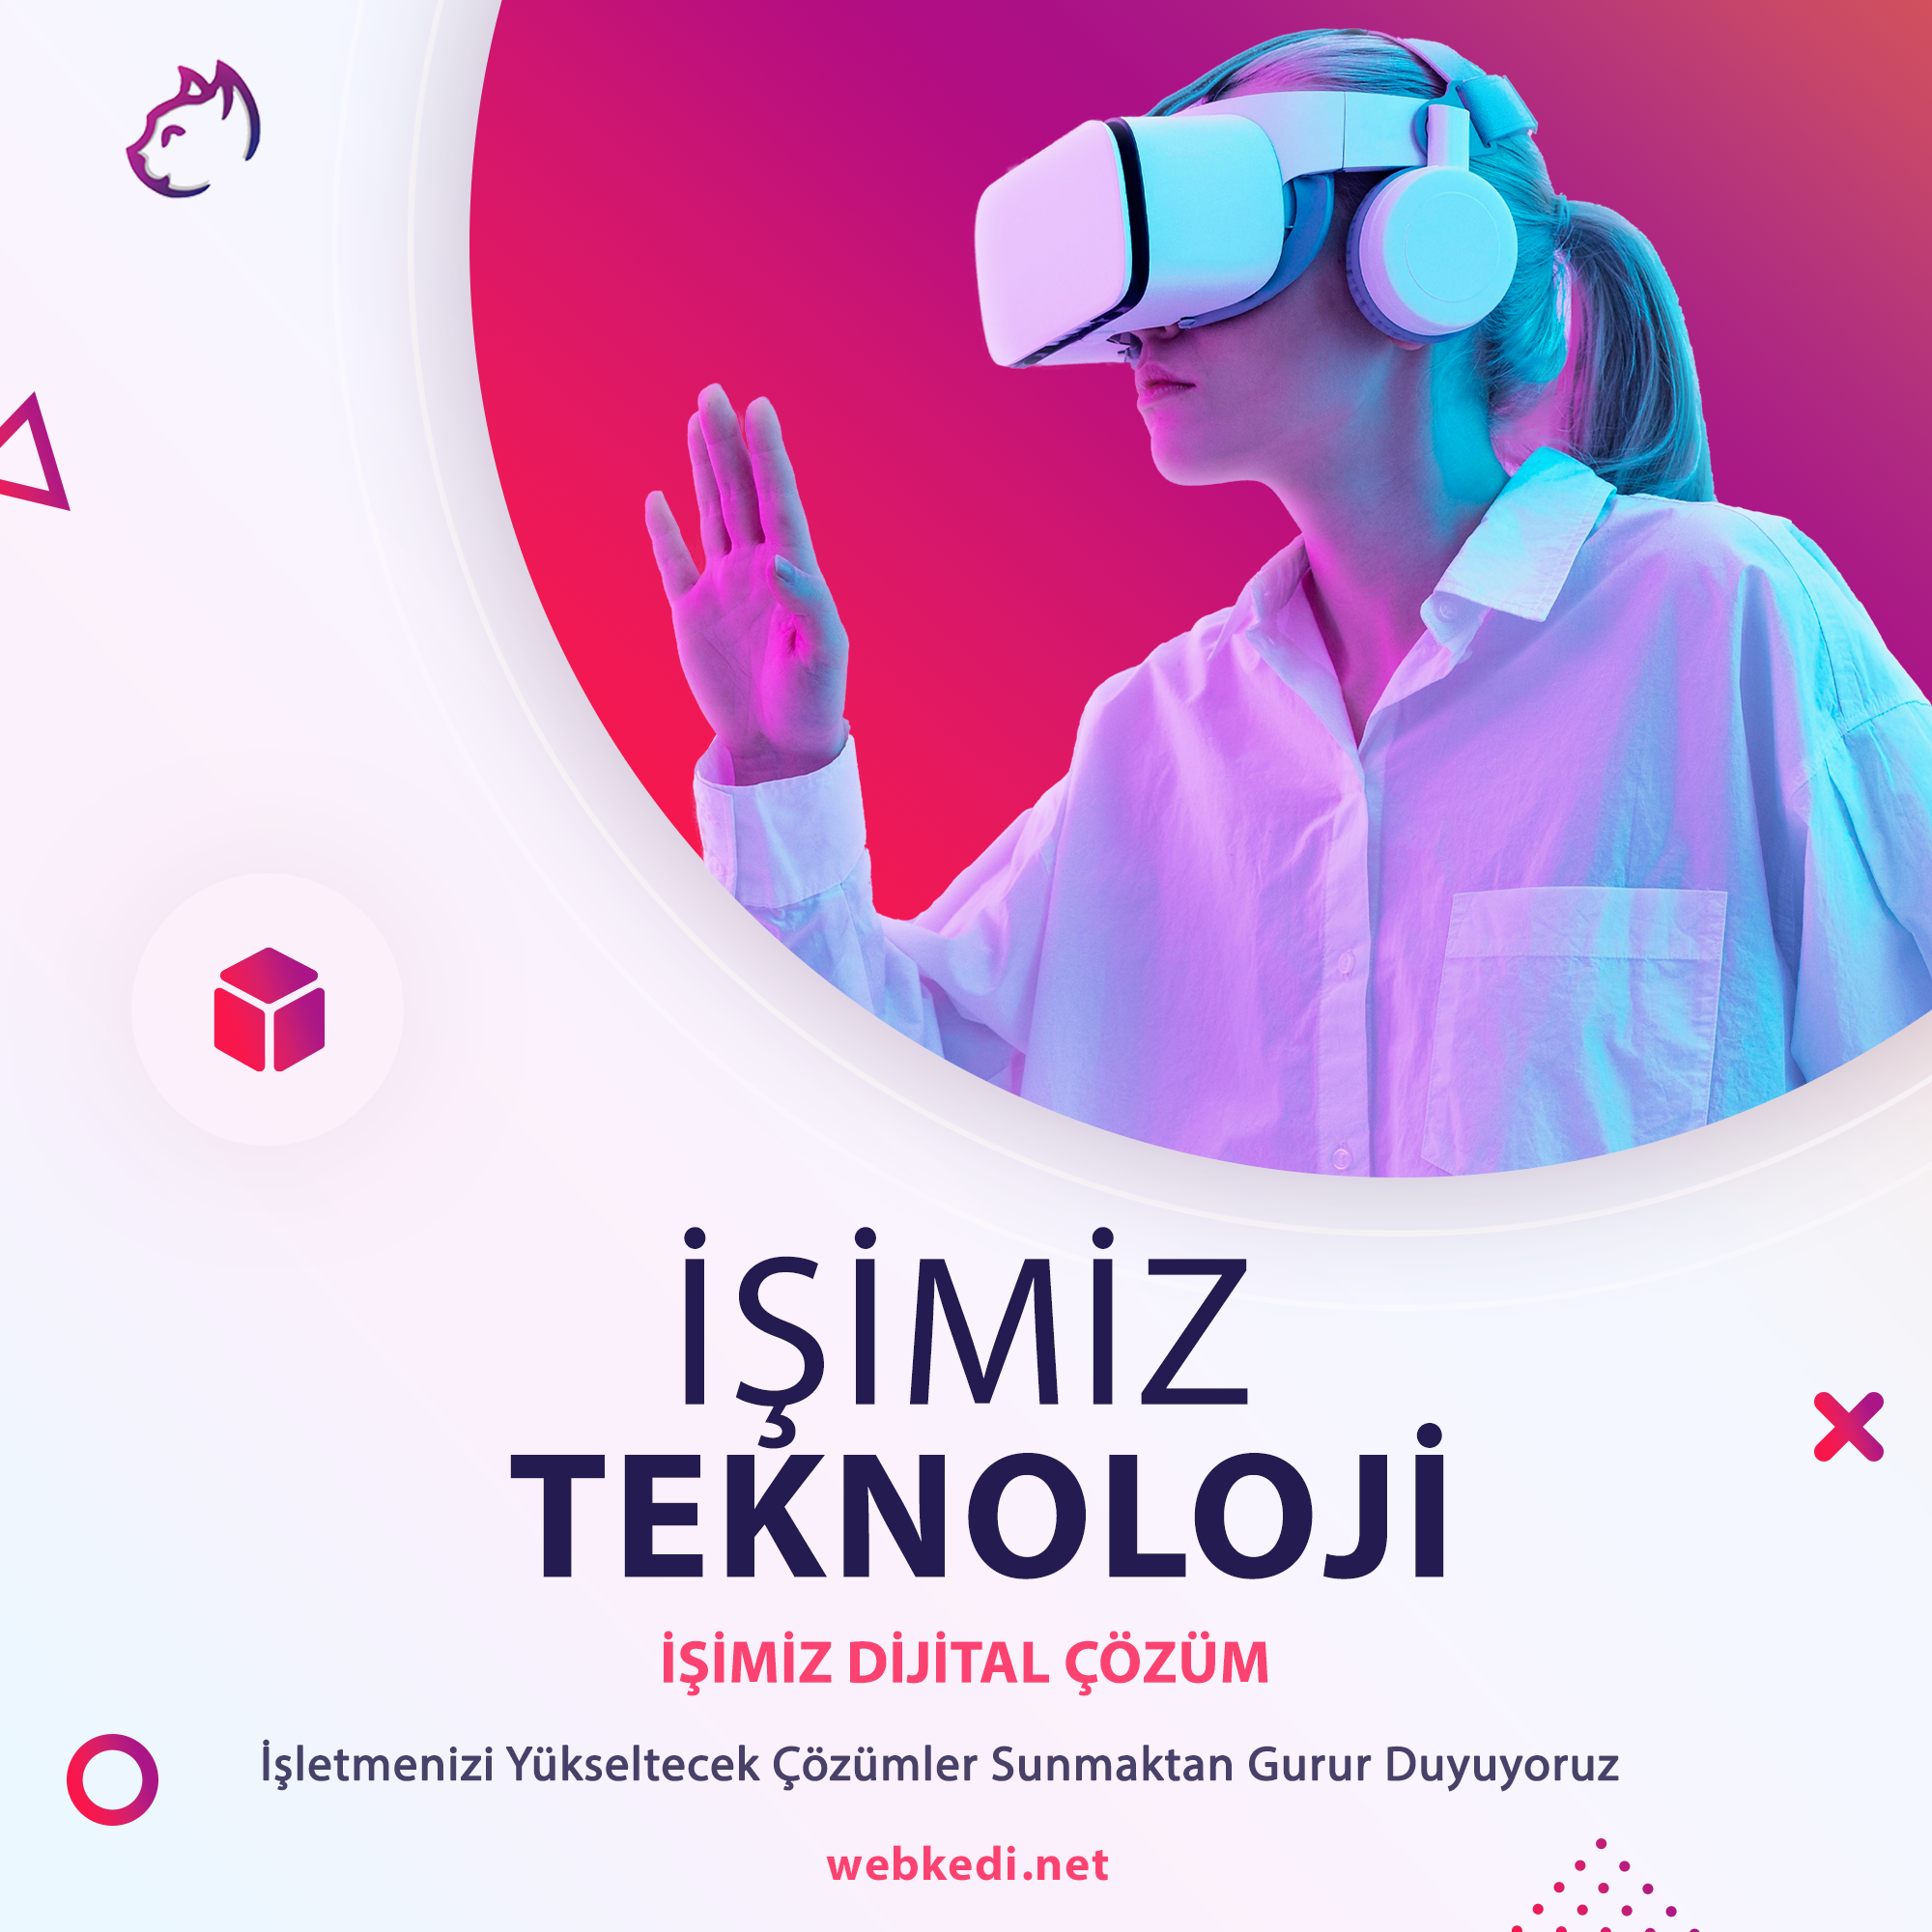 İŞİMİZ
TEKNOLOJİ
İŞİMİZ DİJİTAL ÇÖZÜM
İşletmenizi Yükseltecek Çözümler Sunmaktan Gurur Duyuyoruz
webkedi.net